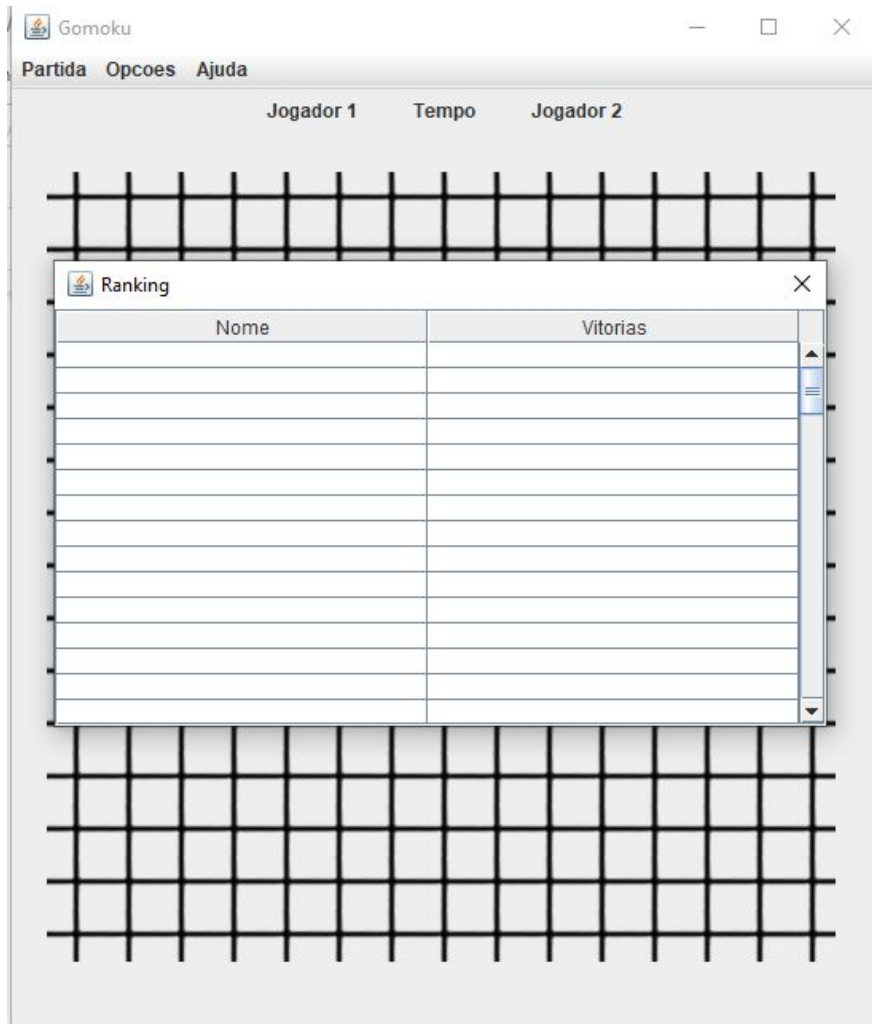 Gomoku
Partida Opcoes Ajuda
Jogador 1 Tempo Jogador 2
Ranking
Nome Vitorias